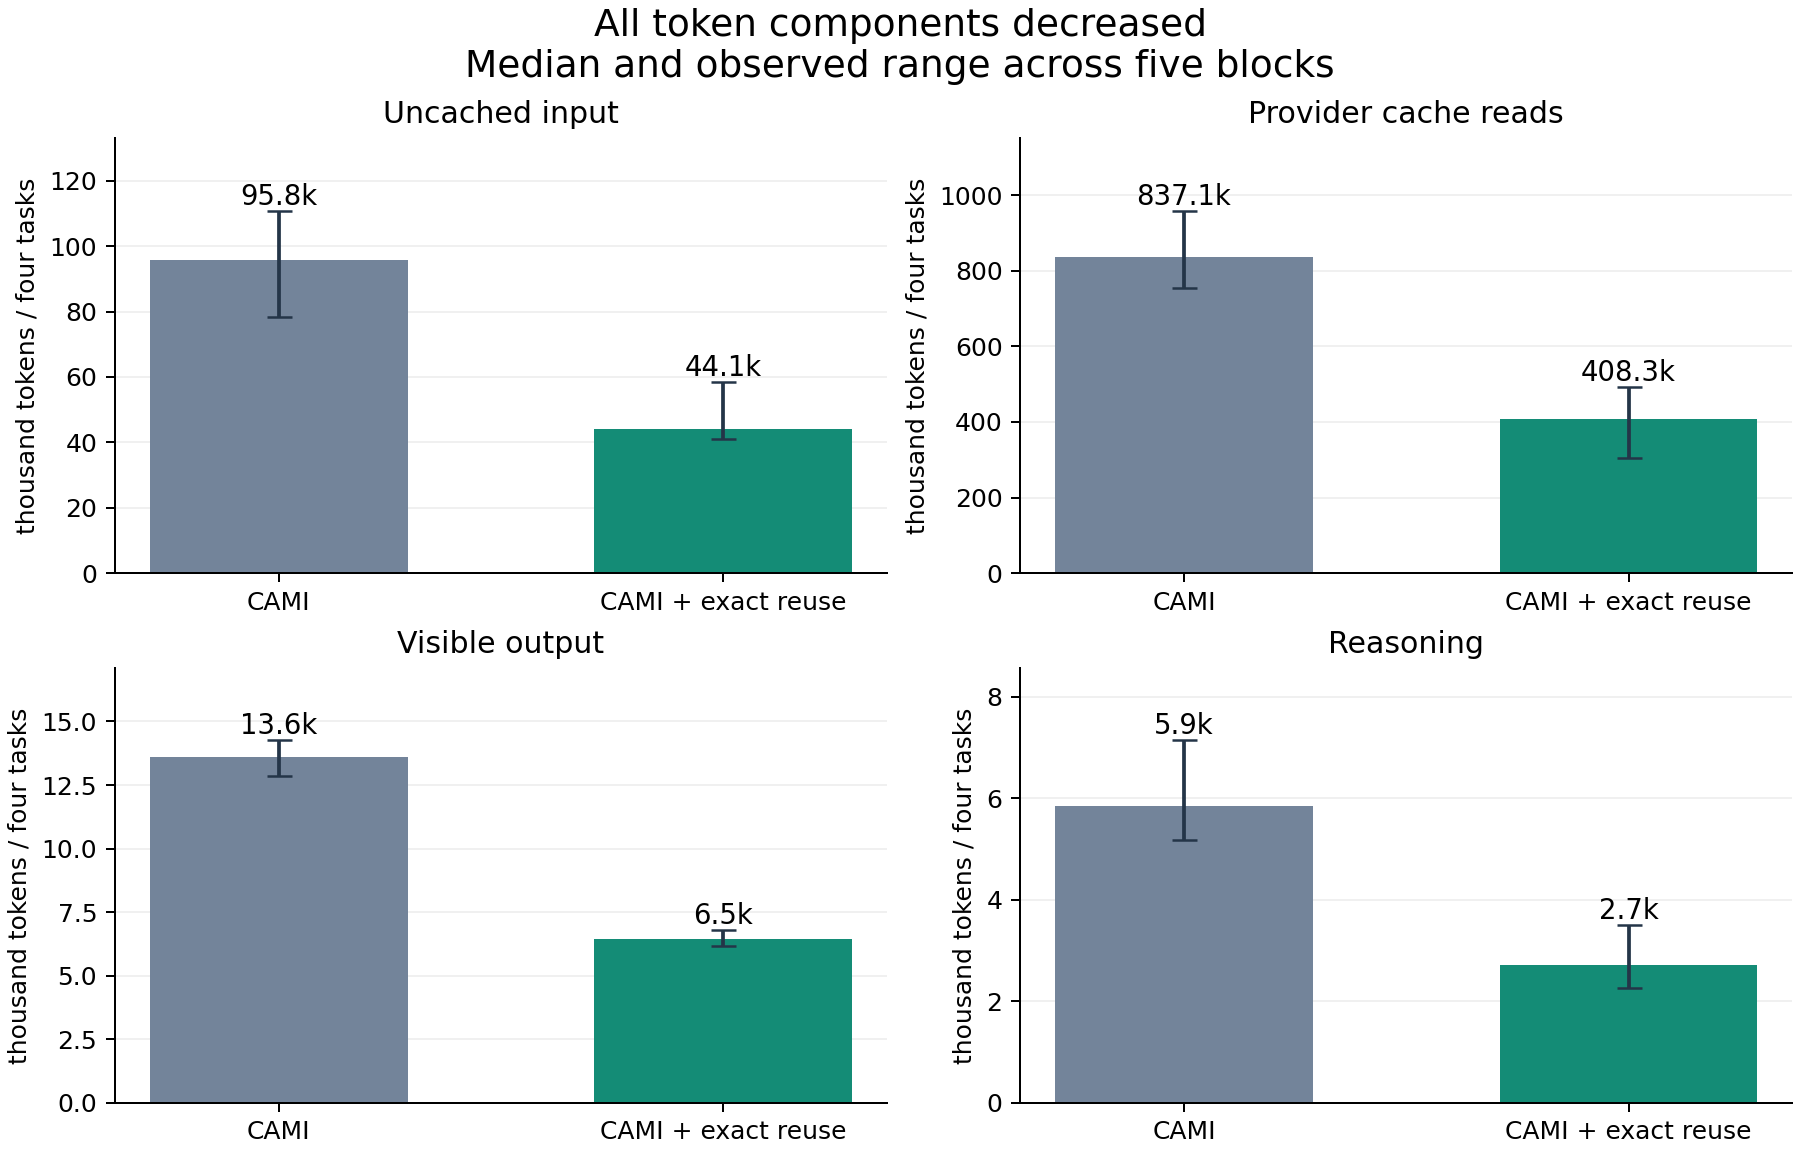 All token components decreased
Median and observed range across five blocks
Uncached input
thousand tokens / four tasks
120
100
80
60
40
20
0
95.8k
44.1k
CAMI
CAMI + exact reuse
Provider cache reads
thousand tokens / four tasks
1000
800
600
400
200
0
837.1k
408.3k
CAMI
CAMI + exact reuse
Visible output
thousand tokens / four tasks
15.0
12.5
10.0
7.5
5.0
2.5
0.0
13.6k
6.5k
CAMI
CAMI + exact reuse
Reasoning
thousand tokens / four tasks
8
6
4
2
0
5.9k
2.7k
CAMI
CAMI + exact reuse